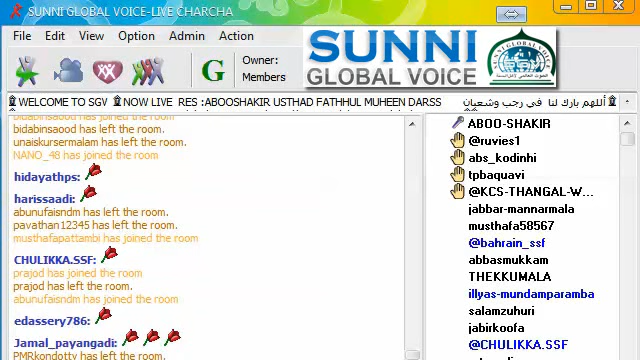 SUNNI GLOBAL VOICE-LIVE CHARCHA
File Edit View Option Admin Action
G Owner: Members
SUNNI
GLOBAL VOICE
SUNNI GLOBAL VOICE
WELCOME TO SGV NOW LIVE RES :ABOOSHAKIR USTHAD FATHHUL MUHEEN DARSS أللهم بارك لنا في رجب وشعبان
bidabinsaood has joined the room
bidabinsaood has left the room.
unaiskursermalam has left the room.
NANO_48 has joined the room
hidayathps:
harissaadi:
abunufaisndm has left the room.
pavathan12345 has left the room.
musthafapattambi has joined the room
CHULIKKA.SSF:
prajod has joined the room
prajod has left the room.
abunufaisndm has joined the room
edassery786:
Jamal_payangadi:
PMRkondotty has left the room.
ABOO-SHAKIR
@ruvies1
abs_kodinhi
tpbaquavi
@KCS-THANGAL-W...
jabbar-mannarmala
musthafa58567
@bahrain_ssf
abbasmukkam
THEKKUMALA
illyas-mundamparamba
salamzuhuri
jabirkoofa
@CHULIKKA.SSF